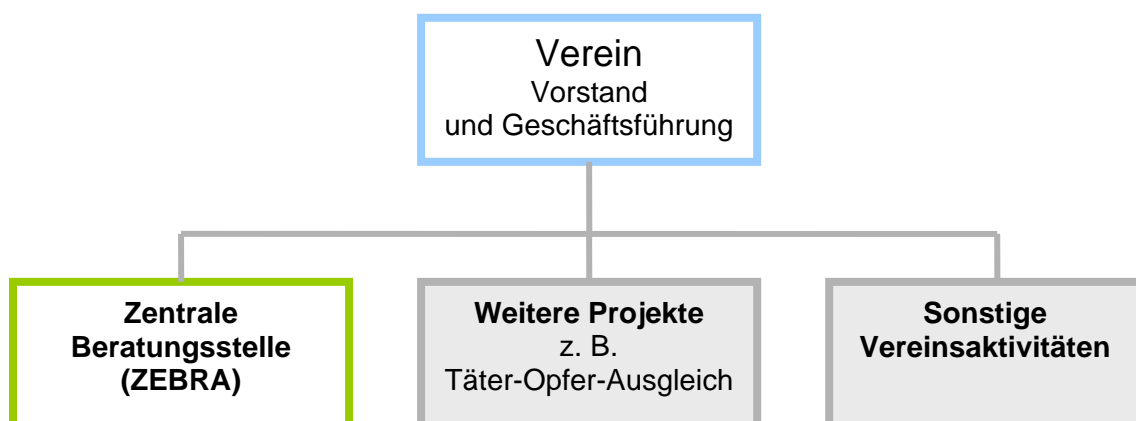 Verein
Vorstand
und Geschäftsführung
Zentrale
Beratungsstelle
(ZEBRA)
Weitere Projekte
z. B.
Täter-Opfer-Ausgleich
Sonstige
Vereinsaktivitäten